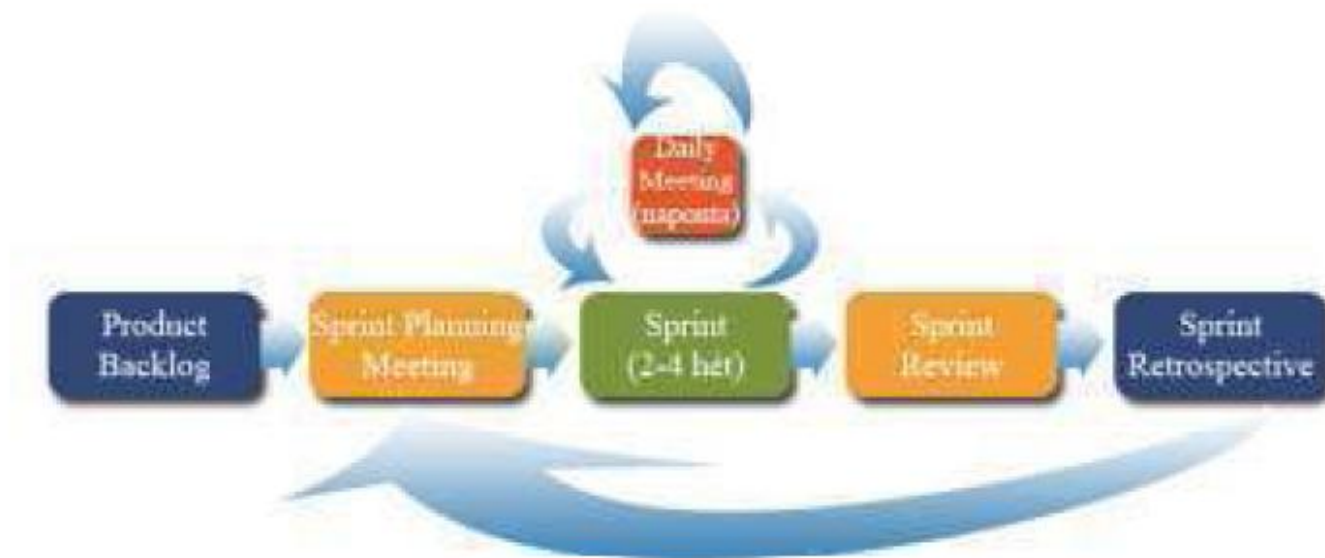 Daily
Meeting
(naponta)
Product
Backlog
Sprint Planning
Meeting
Sprint
(2-4 hét)
Sprint
Review
Sprint
Retrospective